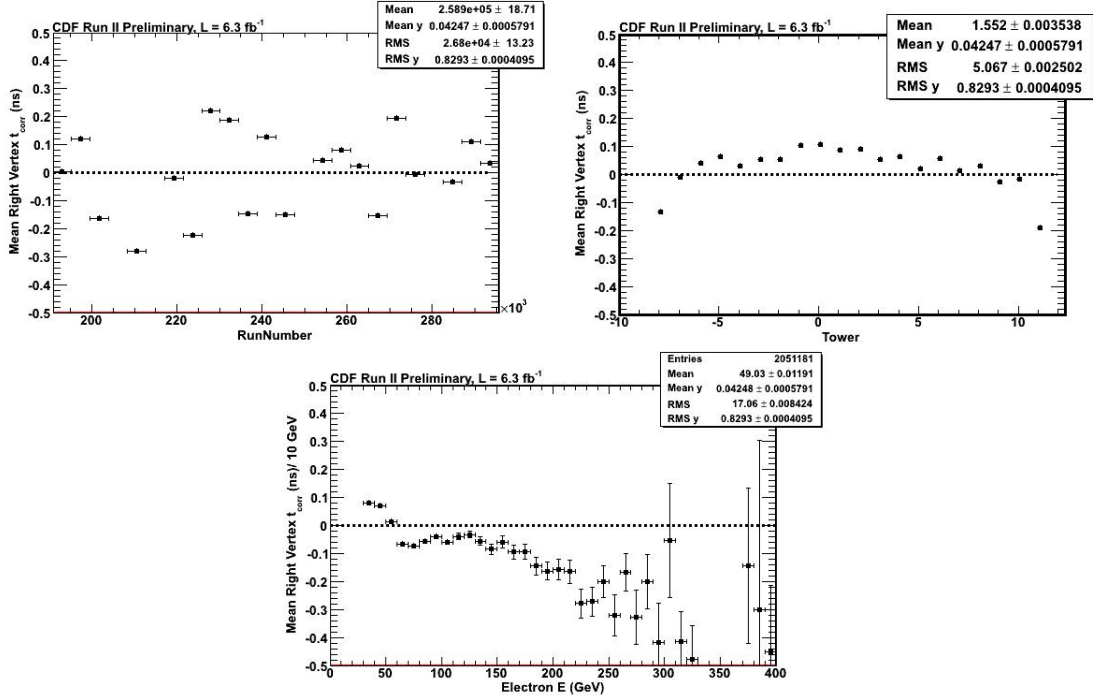 CDF Run II Preliminary, L = 6.3 fb⁻¹
Mean 2.589e+05 ± 18.71
Mean y 0.04247 ± 0.0005791
RMS 2.68e+04 ± 13.23
RMS y 0.8293 ± 0.0004095
Mean Right Vertex t_corr (ns)
0.5
0.4
0.3
0.2
0.1
0
-0.1
-0.2
-0.3
-0.4
-0.5
200 220 240 260 280
×10³
RunNumber
CDF Run II Preliminary, L = 6.3 fb⁻¹
Mean 1.552 ± 0.003538
Mean y 0.04247 ± 0.0005791
RMS 5.067 ± 0.002502
RMS y 0.8293 ± 0.0004095
Mean Right Vertex t_corr (ns)
0.5
0.4
0.3
0.2
0.1
0
-0.1
-0.2
-0.3
-0.4
-0.5
-10 -5 0 5 10
Tower
CDF Run II Preliminary, L = 6.3 fb⁻¹
Entries 2051181
Mean 49.03 ± 0.01191
Mean y 0.04248 ± 0.0005791
RMS 17.06 ± 0.008424
RMS y 0.8293 ± 0.0004095
Mean Right Vertex t_corr (ns)/ 10 GeV
0.5
0.4
0.3
0.2
0.1
0
-0.1
-0.2
-0.3
-0.4
-0.5
0 50 100 150 200 250 300 350 400
Electron E (GeV)